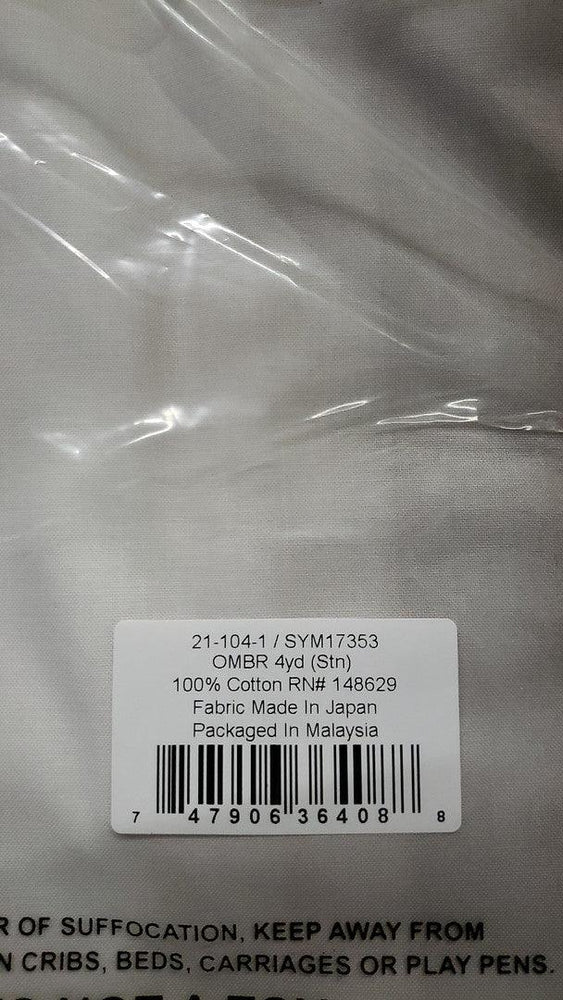 21-104-1 / SYM17353
OMBR 4yd (Stn)
100% Cotton RN# 148629
Fabric Made In Japan
Packaged In Malaysia
7 47906 36408 8
OF SUFFOCATION, KEEP AWAY FROM
CRIBS, BEDS, CARRIAGES OR PLAY PENS.